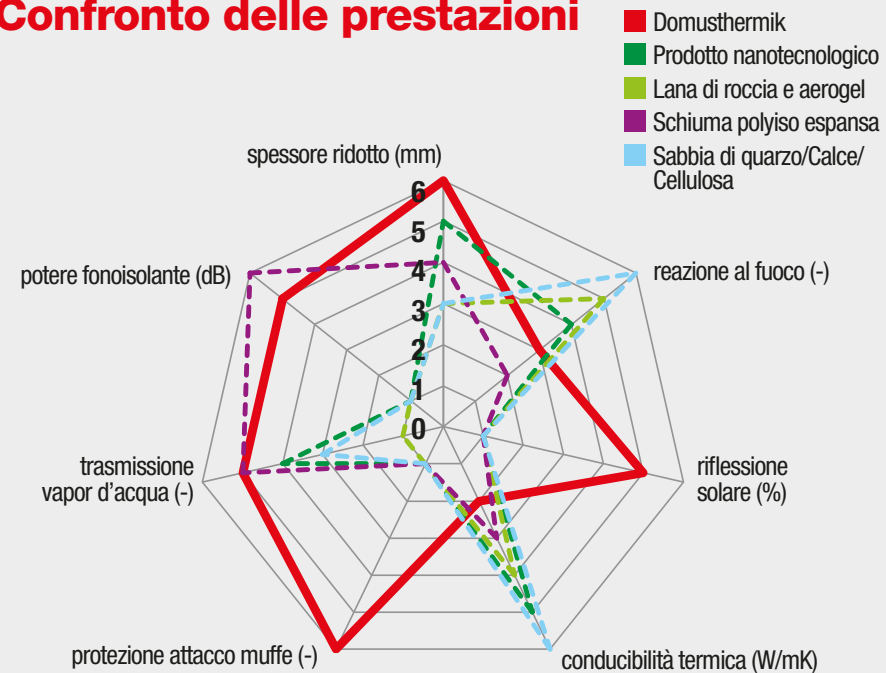 Confronto delle prestazioni
Domusthermik
Prodotto nanotecnologico
Lana di roccia e aerogel
Schiuma polyiso espansa
Sabbia di quarzo/Calce/
Cellulosa
spessore ridotto (mm)
6
5
4
3
2
1
0
potere fonoisolante (dB)
reazione al fuoco (-)
trasmissione
vapor d'acqua (-)
riflessione
solare (%)
protezione attacco muffe (-)
conducibilità termica (W/mK)